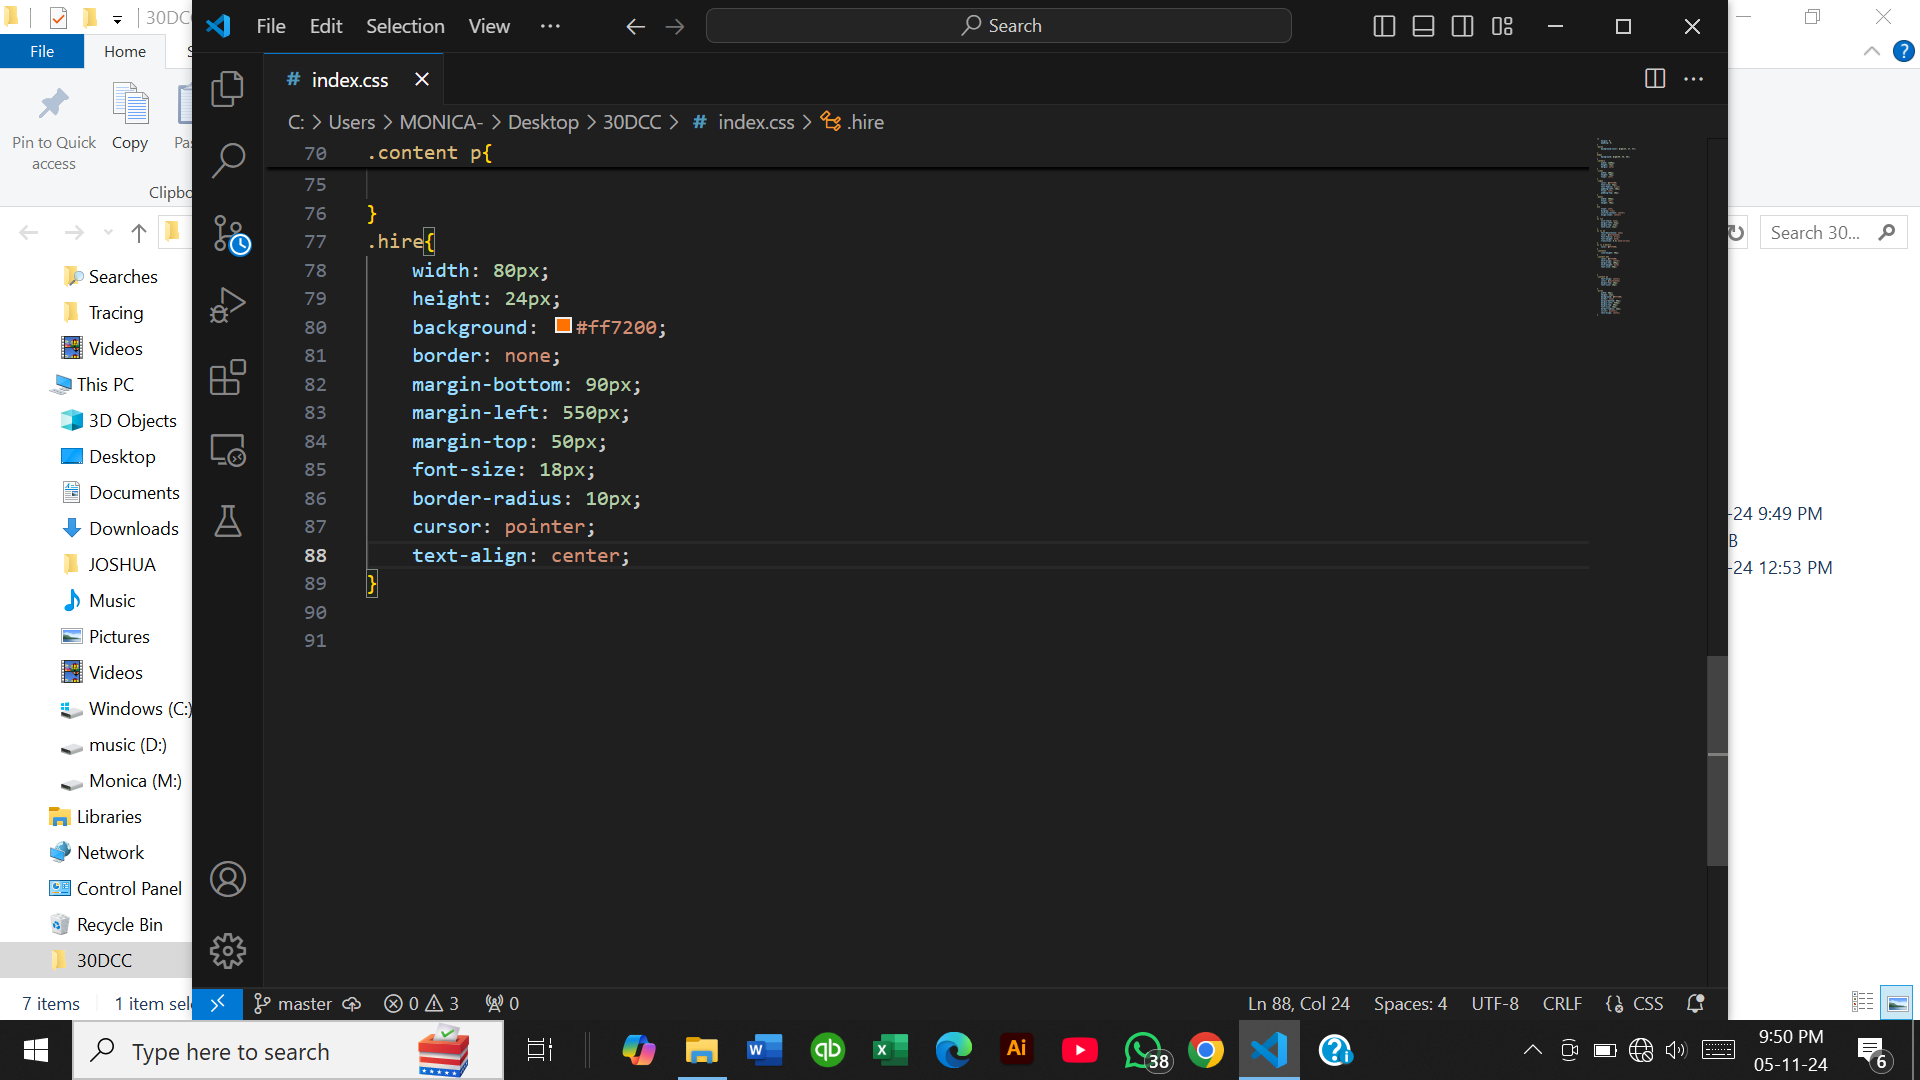 30DC
File Edit Selection View ···
Search
File
Home
S
# index.css
Pin to Quick
access
Copy
Pas
Clipbo
C: > Users > MONICA- > Desktop > 30DCC > # index.css > .hire
70 .content p{
75
76 }
77 .hire{
78 width: 80px;
79 height: 24px;
80 background: #ff7200;
81 border: none;
82 margin-bottom: 90px;
83 margin-left: 550px;
84 margin-top: 50px;
85 font-size: 18px;
86 border-radius: 10px;
87 cursor: pointer;
88 text-align: center;
89 }
90
91
Search 30...
Searches
Tracing
Videos
This PC
3D Objects
Desktop
Documents
Downloads
JOSHUA
Music
Pictures
Videos
Windows (C:)
music (D:)
Monica (M:)
Libraries
Network
Control Panel
Recycle Bin
30DCC
-24 9:49 PM
B
-24 12:53 PM
7 items
1 item sele
master
0
3
0
Ln 88, Col 24
Spaces: 4
UTF-8
CRLF
{} CSS
Type here to search
38
9:50 PM
05-11-24
6